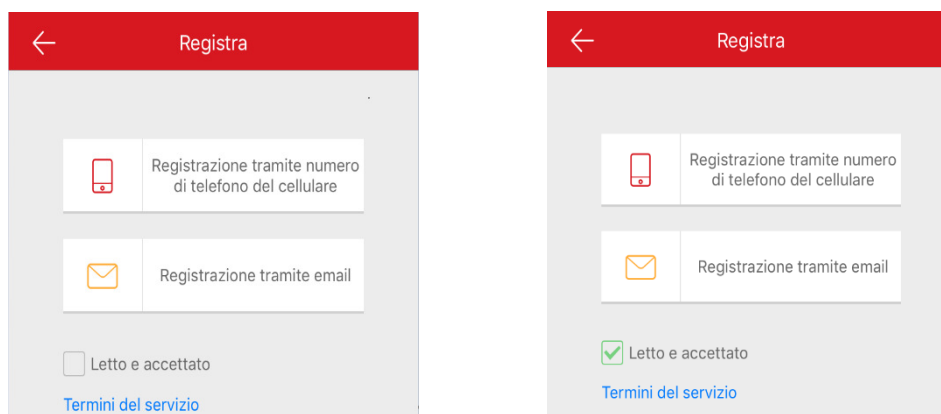 Registra
Registrazione tramite numero
di telefono del cellulare
Registrazione tramite email
Letto e accettato
Termini del servizio
Registra
Registrazione tramite numero
di telefono del cellulare
Registrazione tramite email
Letto e accettato
Termini del servizio